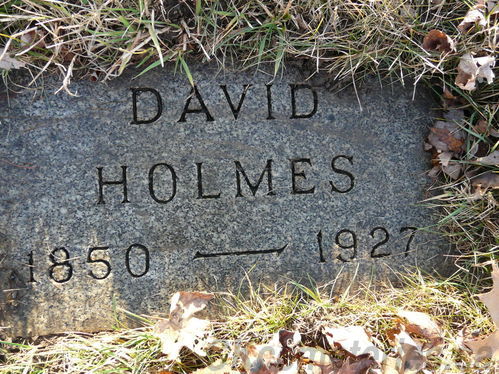 DAVID
HOLMES
1850 — 1927